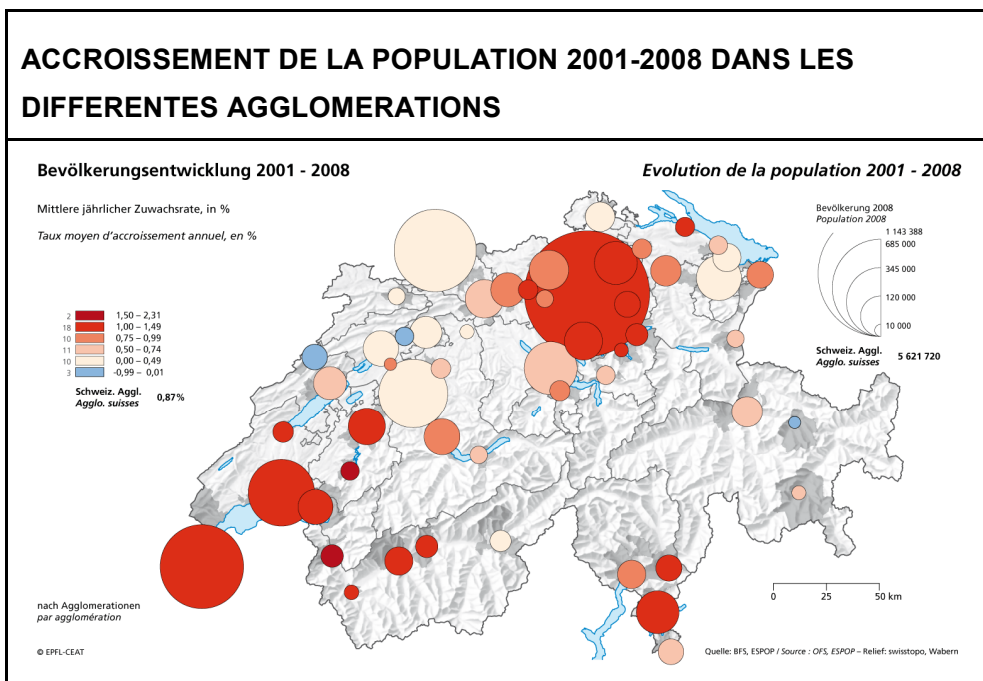 ACCROISSEMENT DE LA POPULATION 2001-2008 DANS LES
DIFFERENTES AGGLOMERATIONS
Bevölkerungsentwicklung 2001 - 2008
Evolution de la population 2001 - 2008
Mittlere jährlicher Zuwachsrate, in %
Taux moyen d’accroissement annuel, en %
Bevölkerung 2008
Population 2008
1 143 388
685 000
345 000
120 000
10 000
Schweiz. Aggl.
Agglo. suisses
5 621 720
2 1,50 – 2,31
18 1,00 – 1,49
10 0,75 – 0,99
11 0,50 – 0,74
10 0,00 – 0,49
3 -0,99 – 0,01
Schweiz. Aggl.
Agglo. suisses
0,87%
0 25 50 km
nach Agglomerationen
par agglomération
© EPFL-CEAT
Quelle: BFS, ESPOP / Source : OFS, ESPOP – Relief: swisstopo, Wabern